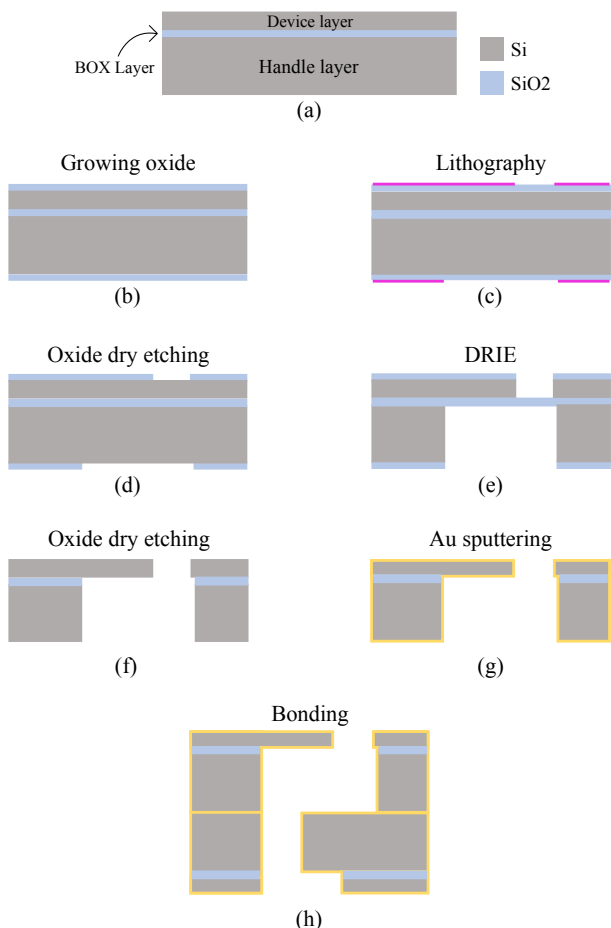 Device layer
BOX Layer
Handle layer
Si
SiO2
(a)
Growing oxide
Lithography
(b)
(c)
Oxide dry etching
DRIE
(d)
(e)
Oxide dry etching
Au sputtering
(f)
(g)
Bonding
(h)